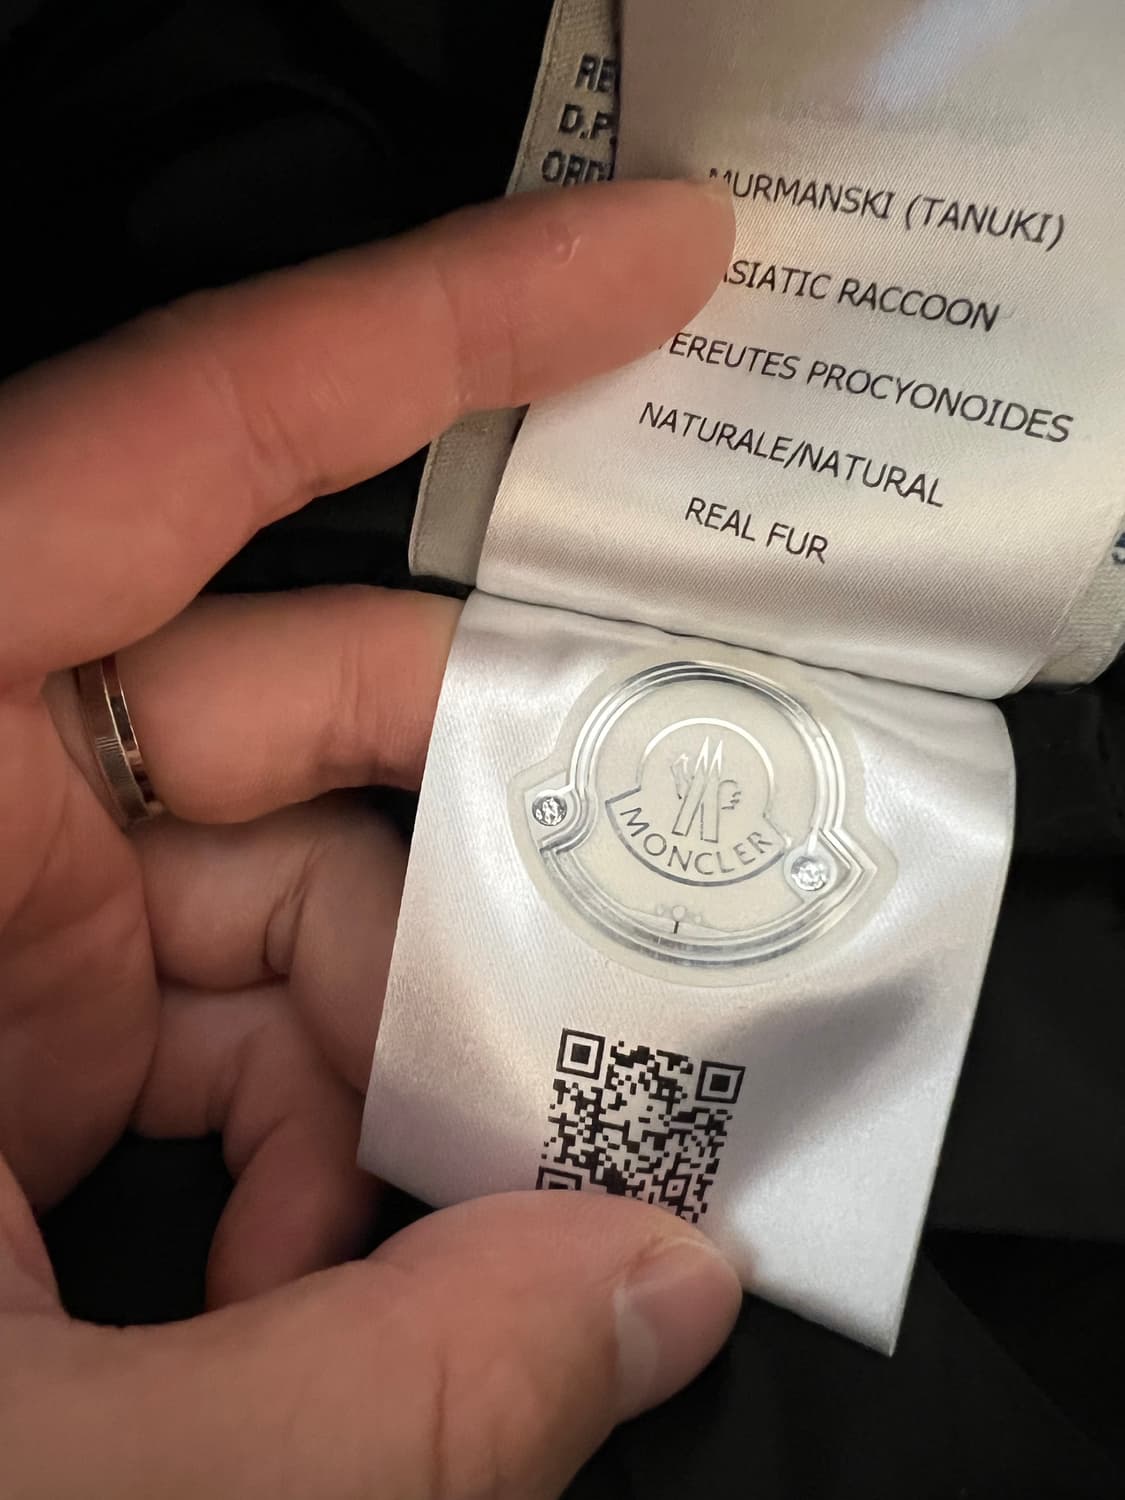 D.P.
MURMANSKI (TANUKI)
ASIATIC RACCOON
EREUTES PROCYONOIDES
NATURALE/NATURAL
REAL FUR
MONCLER